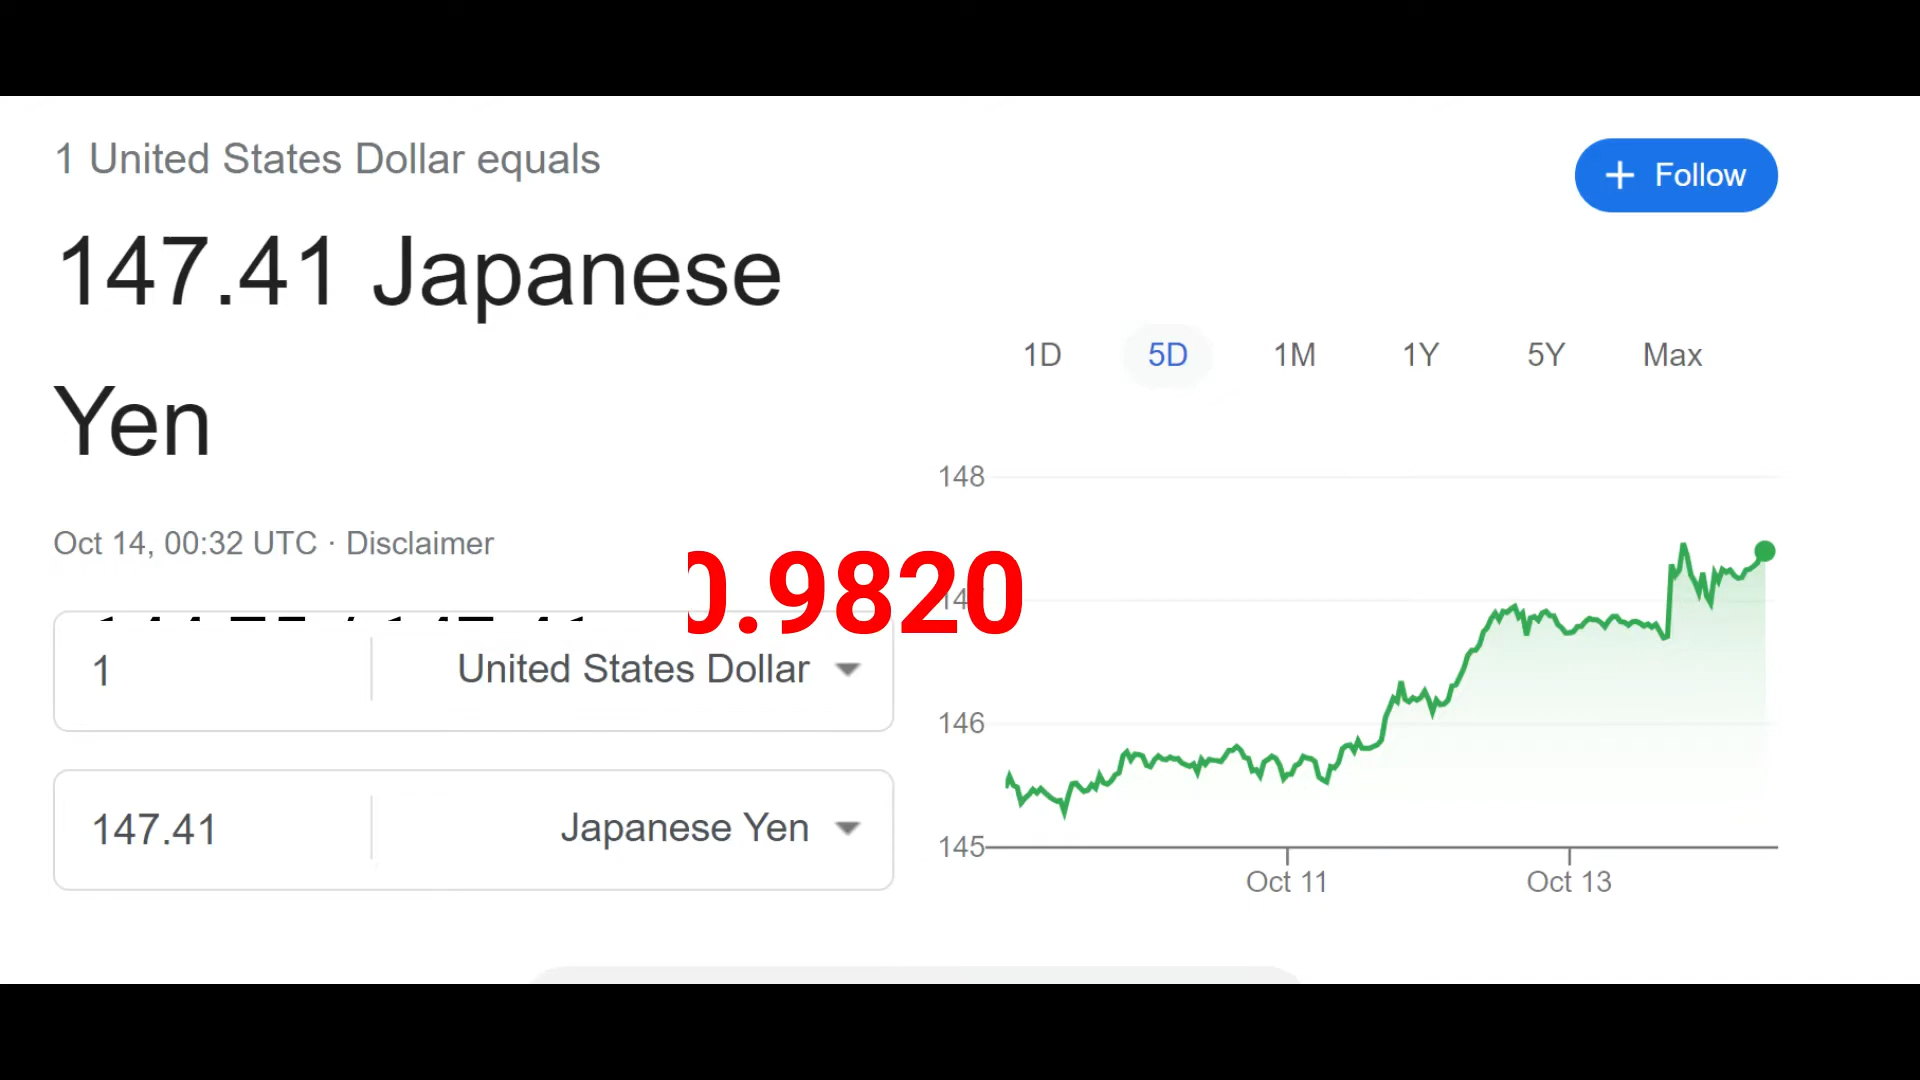 1 United States Dollar equals
+ Follow
147.41 Japanese
Yen
1D 5D 1M 1Y 5Y Max
Oct 14, 00:32 UTC · Disclaimer
0.9820
1 United States Dollar
147.41 Japanese Yen
148
146
145
Oct 11 Oct 13